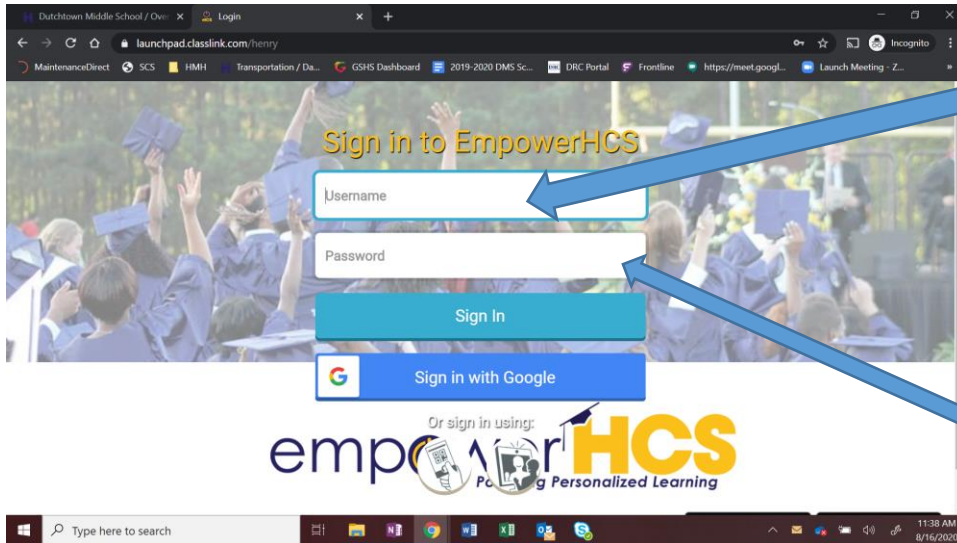 Dutchtown Middle School / Over
Login
launchpad.classlink.com/henry
Incognito
MaintenanceDirect
SCS
HMH
Transportation / Da...
GSHS Dashboard
2019-2020 DMS Sc...
DRC Portal
Frontline
https://meet.googl...
Launch Meeting - Z...
»
Sign in to EmpowerHCS
Username
Password
Sign In
G Sign in with Google
Or sign in using:
HCS
Personalized Learning
Type here to search
11:38 AM
8/16/2020